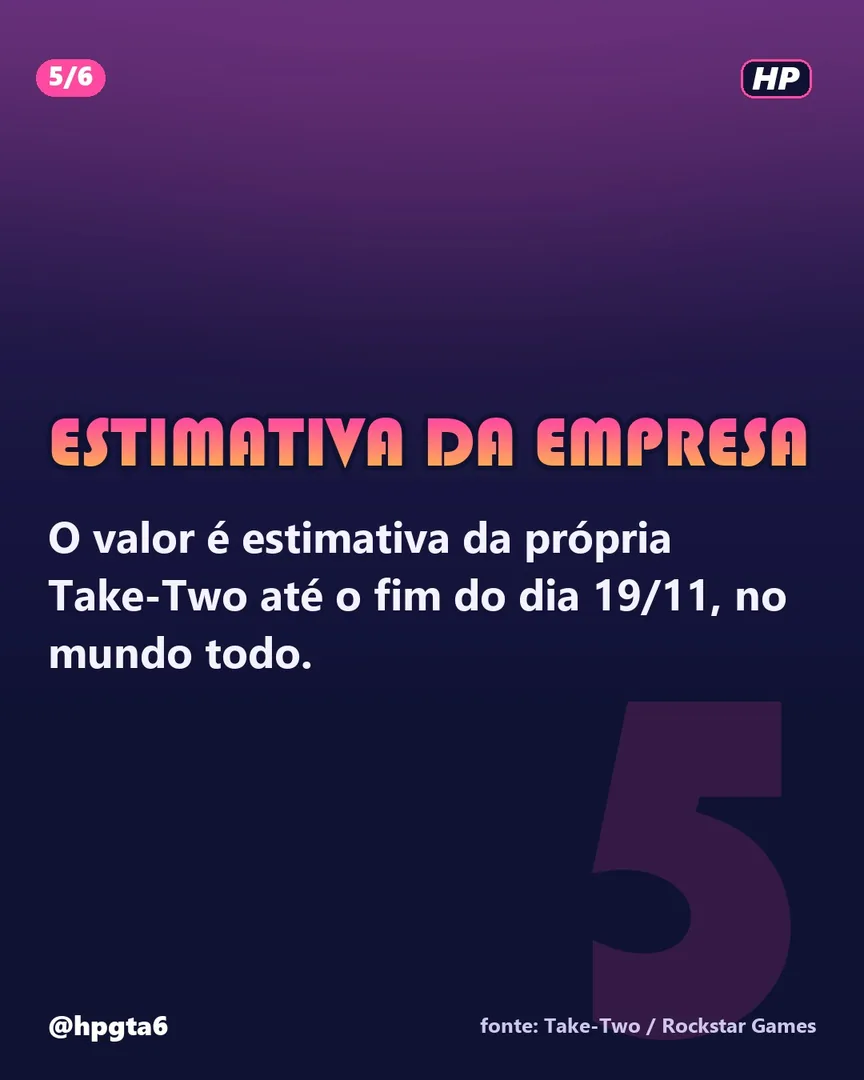 5/6
HP
ESTIMATIVA DA EMPRESA
O valor é estimativa da própria
Take-Two até o fim do dia 19/11, no
mundo todo.
5
@hpgta6
fonte: Take-Two / Rockstar Games